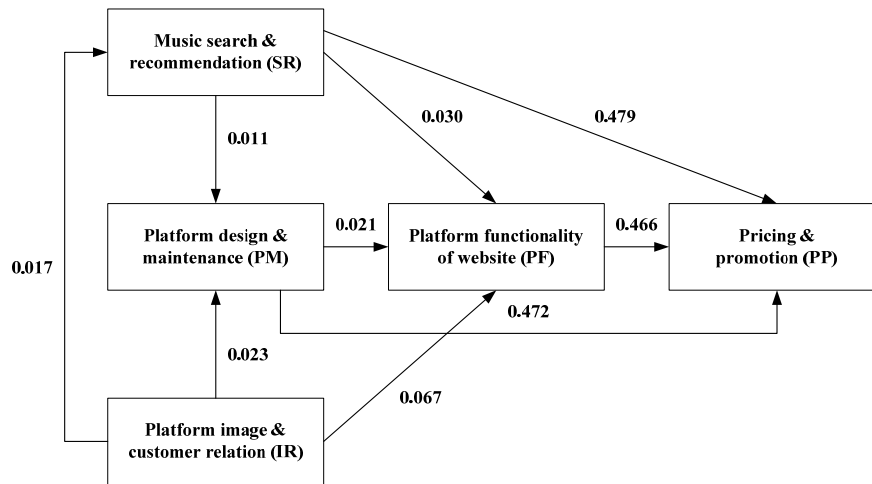 Music search &
recommendation (SR)
0.030
0.479
0.011
Platform design &
maintenance (PM)
0.021
Platform functionality
of website (PF)
0.466
Pricing &
promotion (PP)
0.017
0.472
0.023
0.067
Platform image &
customer relation (IR)